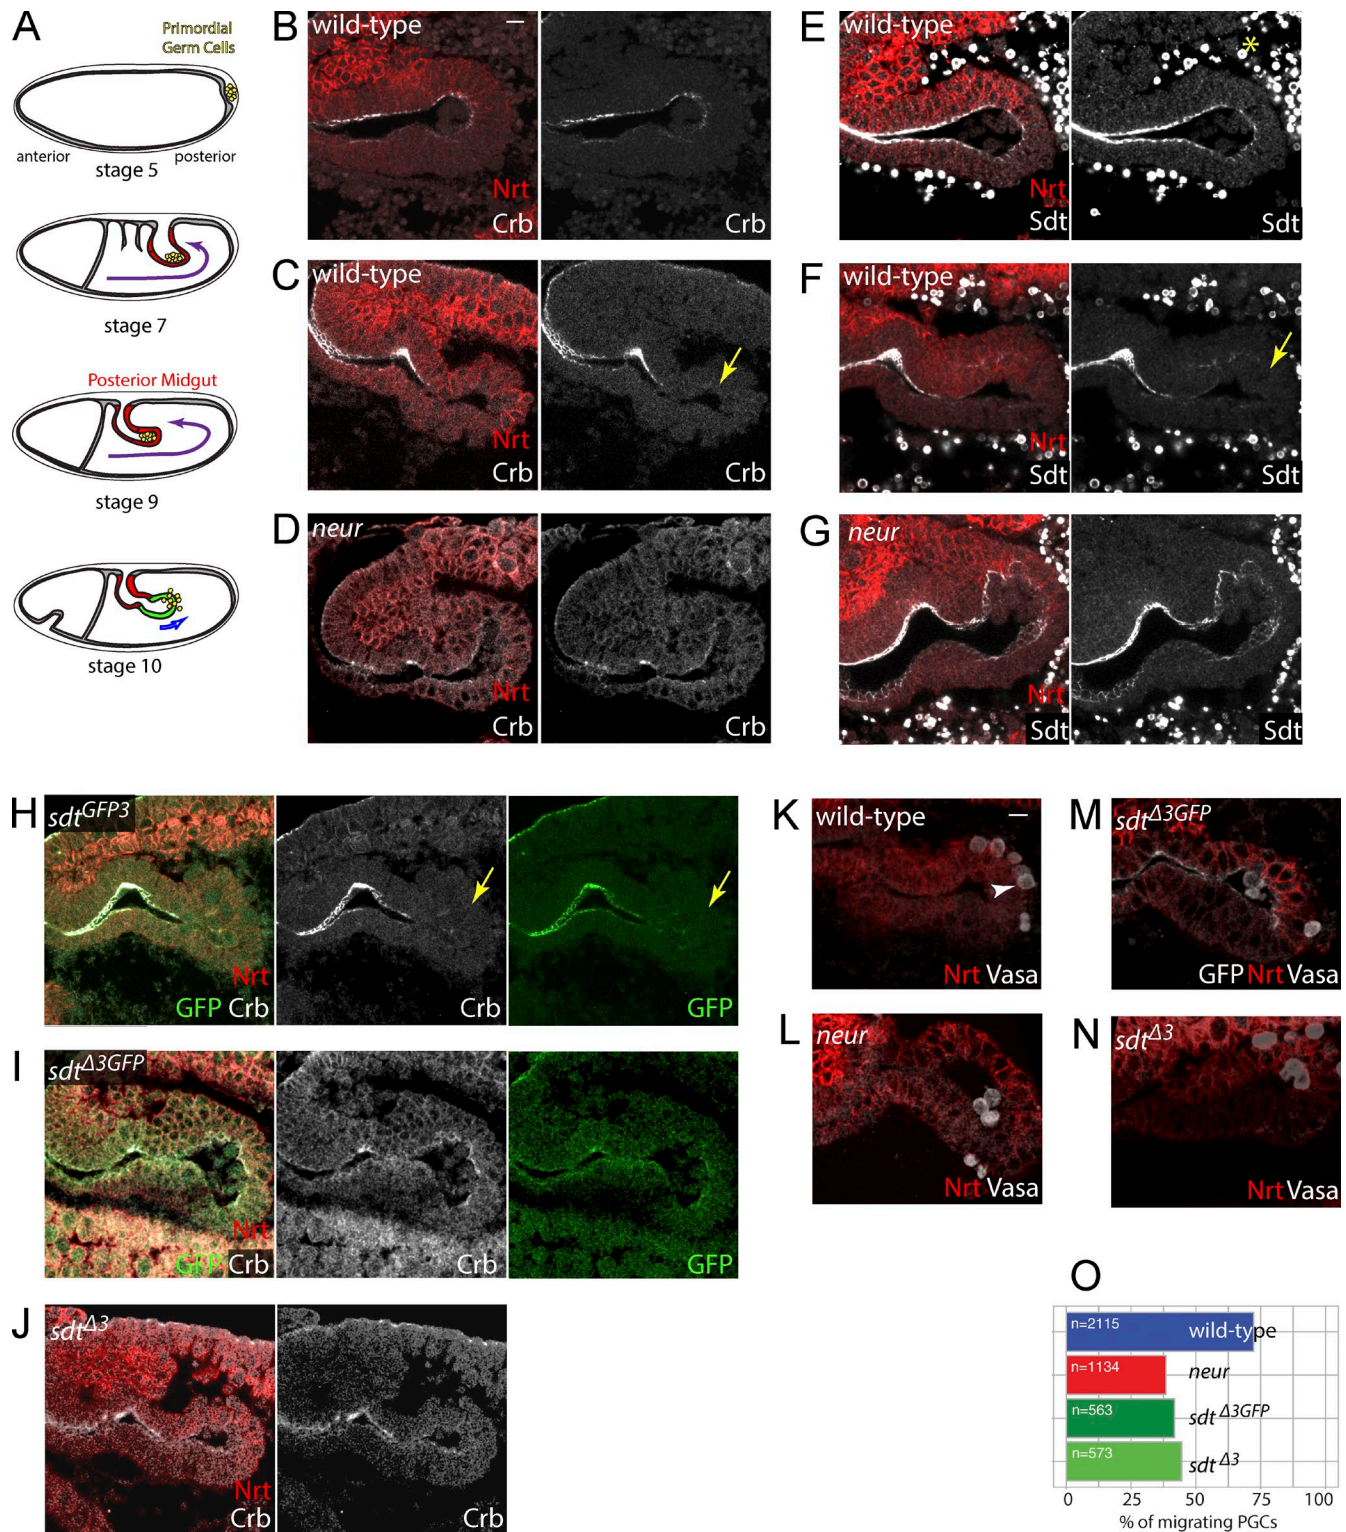 A
Primordial
Germ Cells
anterior
posterior
stage 5
stage 7
Posterior Midgut
stage 9
stage 10
B
wild-type
Nrt
Crb
Crb
C
wild-type
Nrt
Crb
Crb
D
neur
Nrt
Crb
Crb
E
wild-type
*
Nrt
Sdt
Sdt
F
wild-type
Nrt
Sdt
Sdt
G
neur
Nrt
Sdt
Sdt
H
sdtGFP3
Nrt
GFP Crb
Crb
GFP
I
sdtΔ3GFP
Nrt
GFP Crb
Crb
GFP
J
sdtΔ3
Nrt
Crb
Crb
K
wild-type
Nrt Vasa
L
neur
Nrt Vasa
M
sdtΔ3GFP
GFP Nrt Vasa
N
sdtΔ3
Nrt Vasa
O
n=2115
wild-type
n=1134
neur
n=563
sdt Δ3GFP
n=573
sdt Δ3
0 25 50 75 100
% of migrating PGCs